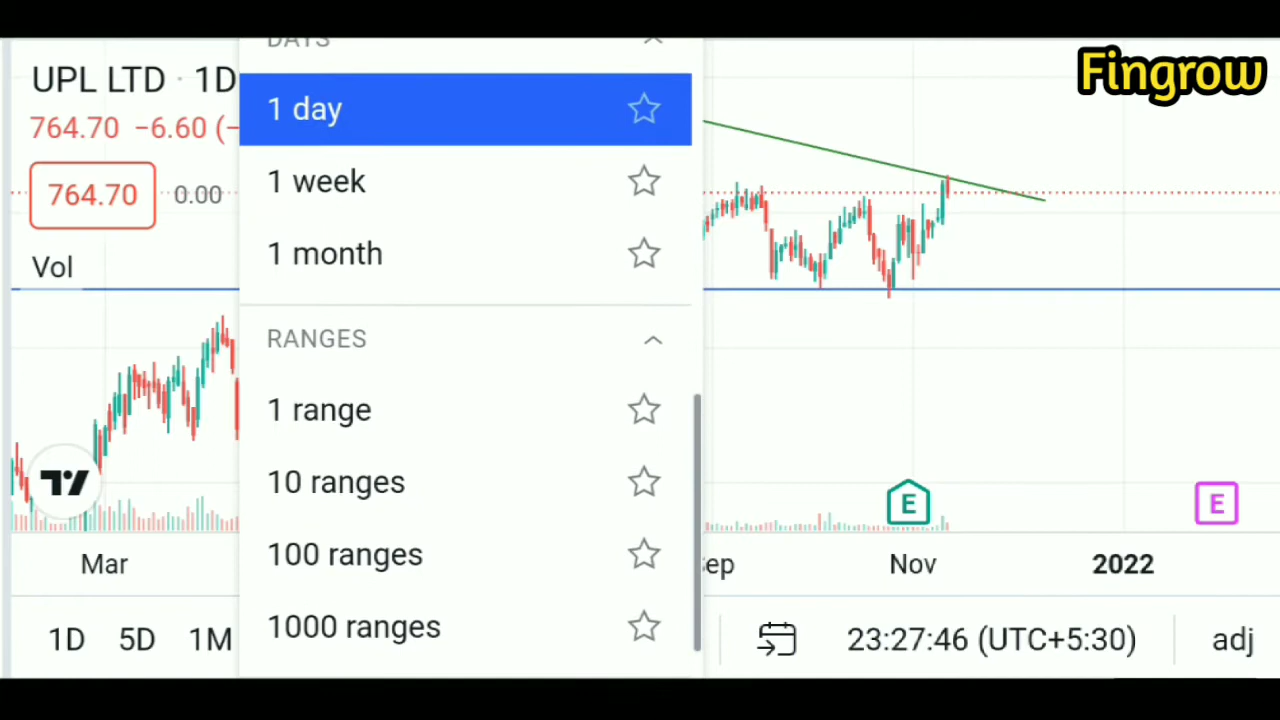 DAYS
Fingrow
UPL LTD · 1D
1 day
764.70 −6.60 (−
764.70 0.00
1 week
1 month
Vol
RANGES
1 range
10 ranges
100 ranges
1000 ranges
E
E
Mar
Nov
2022
1D 5D 1M
23:27:46 (UTC+5:30)
adj